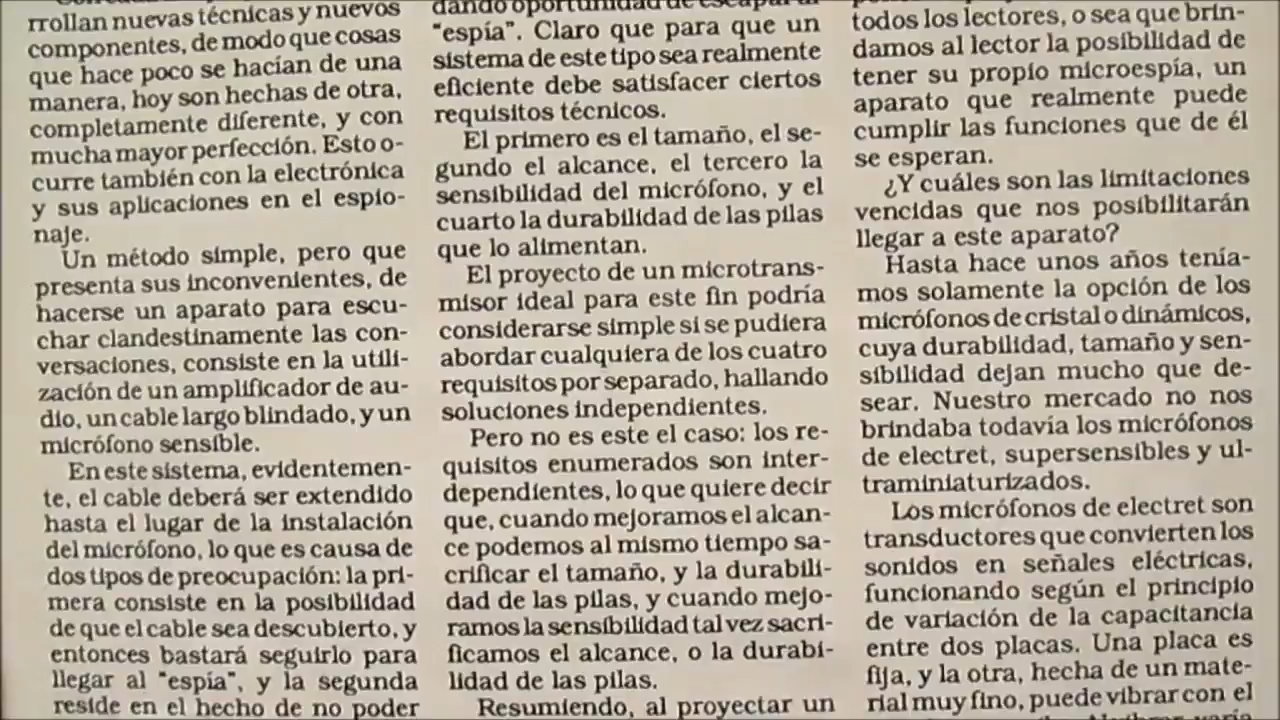 rrollan nuevas técnicas y nuevos
componentes, de modo que cosas
que hace poco se hacían de una
manera, hoy son hechas de otra,
completamente diferente, y con
mucha mayor perfección. Esto o-
curre también con la electrónica
y sus aplicaciones en el espio-
naje.
Un método simple, pero que
presenta sus inconvenientes, de
hacerse un aparato para escu-
char clandestinamente las con-
versaciones, consiste en la utili-
zación de un amplificador de au-
dio, un cable largo blindado, y un
micrófono sensible.
En este sistema, evidentemen-
te, el cable deberá ser extendido
hasta el lugar de la instalación
del micrófono, lo que es causa de
dos tipos de preocupación: la pri-
mera consiste en la posibilidad
de que el cable sea descubierto, y
entonces bastará seguirlo para
llegar al "espía", y la segunda
reside en el hecho de no poder
dando oportunidad de escapar al
"espía". Claro que para que un
sistema de este tipo sea realmente
eficiente debe satisfacer ciertos
requisitos técnicos.
El primero es el tamaño, el se-
gundo el alcance, el tercero la
sensibilidad del micrófono, y el
cuarto la durabilidad de las pilas
que lo alimentan.
El proyecto de un microtrans-
misor ideal para este fin podría
considerarse simple si se pudiera
abordar cualquiera de los cuatro
requisitos por separado, hallando
soluciones independientes.
Pero no es este el caso: los re-
quisitos enumerados son inter-
dependientes, lo que quiere decir
que, cuando mejoramos el alcan-
ce podemos al mismo tiempo sa-
crificar el tamaño, y la durabili-
dad de las pilas, y cuando mejo-
ramos la sensibilidad tal vez sacri-
ficamos el alcance, o la durabi-
lidad de las pilas.
Resumiendo, al proyectar un
todos los lectores, o sea que brin-
damos al lector la posibilidad de
tener su propio microespía, un
aparato que realmente puede
cumplir las funciones que de él
se esperan.
¿Y cuáles son las limitaciones
vencidas que nos posibilitarán
llegar a este aparato?
Hasta hace unos años tenía-
mos solamente la opción de los
micrófonos de cristal o dinámicos,
cuya durabilidad, tamaño y sen-
sibilidad dejan mucho que de-
sear. Nuestro mercado no nos
brindaba todavía los micrófonos
de electret, supersensibles y ul-
traminiaturizados.
Los micrófonos de electret son
transductores que convierten los
sonidos en señales eléctricas,
funcionando según el principio
de variación de la capacitancia
entre dos placas. Una placa es
fija, y la otra, hecha de un mate-
rial muy fino, puede vibrar con el